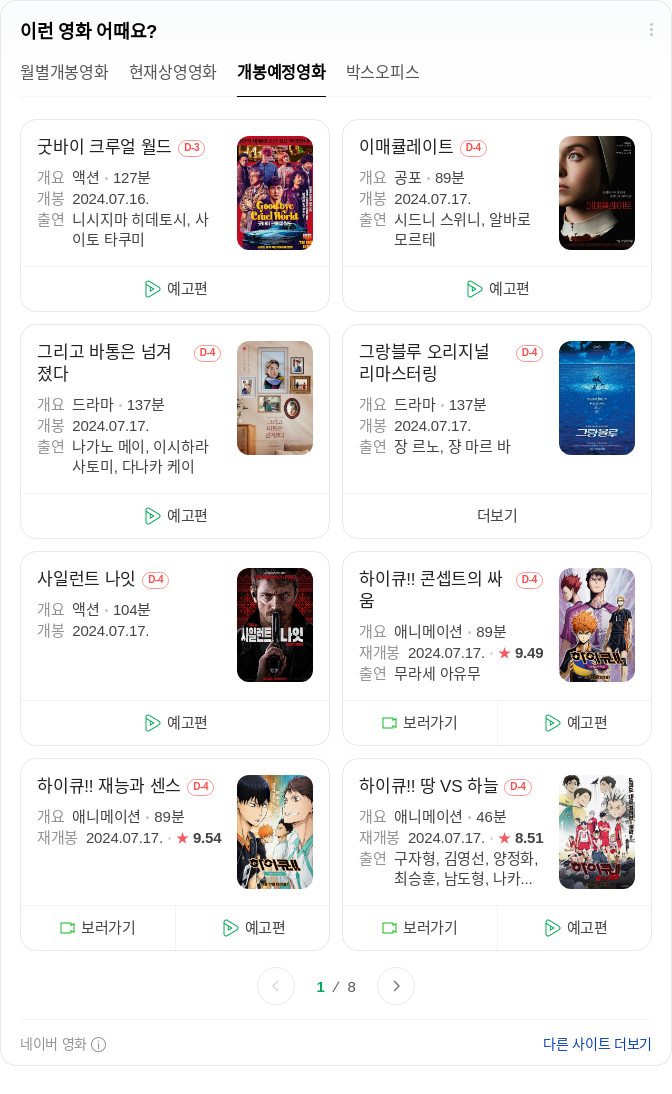 이런 영화 어때요?
월별개봉영화 현재상영영화 개봉예정영화 박스오피스
굿바이 크루얼 월드 D-3
개요 액션 · 127분
개봉 2024.07.16.
출연 니시지마 히데토시, 사
이토 타쿠미
Goodbye
Cruel World
예고편
이매큘레이트 D-4
개요 공포 · 89분
개봉 2024.07.17.
출연 시드니 스위니, 알바로
모르테
이매큘레이트
예고편
그리고 바통은 넘겨 D-4
졌다
개요 드라마 · 137분
개봉 2024.07.17.
출연 나가노 메이, 이시하라
사토미, 다나카 케이
그리고
바통은
넘겨졌다
예고편
그랑블루 오리지널 D-4
리마스터링
개요 드라마 · 137분
개봉 2024.07.17.
출연 장 르노, 쟝 마르 바
그랑블루
더보기
사일런트 나잇 D-4
개요 액션 · 104분
개봉 2024.07.17.
사일런트 나잇
예고편
하이큐!! 콘셉트의 싸 D-4
움
개요 애니메이션 · 89분
재개봉 2024.07.17. · ★ 9.49
출연 무라세 아유무
하이큐!!
보러가기 예고편
하이큐!! 재능과 센스 D-4
개요 애니메이션 · 89분
재개봉 2024.07.17. · ★ 9.54
하이큐!!
보러가기 예고편
하이큐!! 땅 VS 하늘 D-4
개요 애니메이션 · 46분
재개봉 2024.07.17. · ★ 8.51
출연 구자형, 김영선, 양정화,
최승훈, 남도형, 나카...
하이큐!!
보러가기 예고편
1 / 8
네이버 영화
다른 사이트 더보기